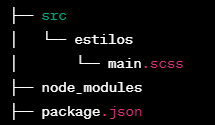 ├── src
│   └── estilos
│       └── main.scss
├── node_modules
├── package.json